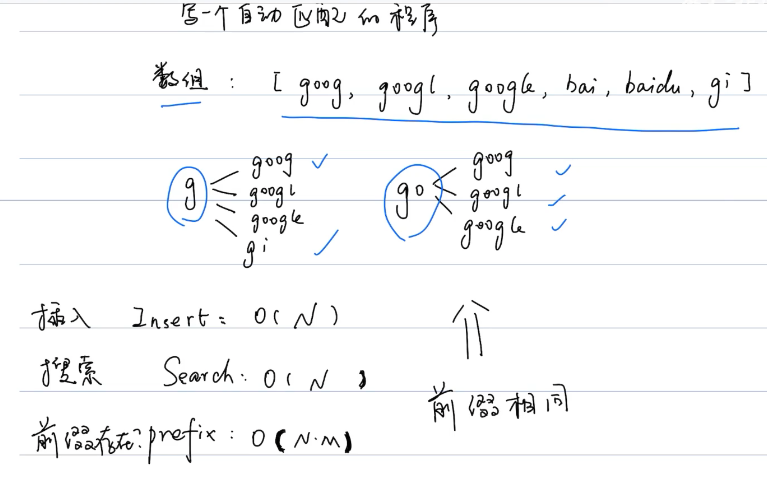 写一个自动匹配的程序
数组 : [ goog, googl, google, bai, baidu, gi ]
g
goog ✓
googl
google
gi ✓
go
goog ✓
googl ✓
google ✓
插入 Insert: O( N )
搜索 Search: O( N )
前缀存在? prefix : O( N·M )
前缀相同